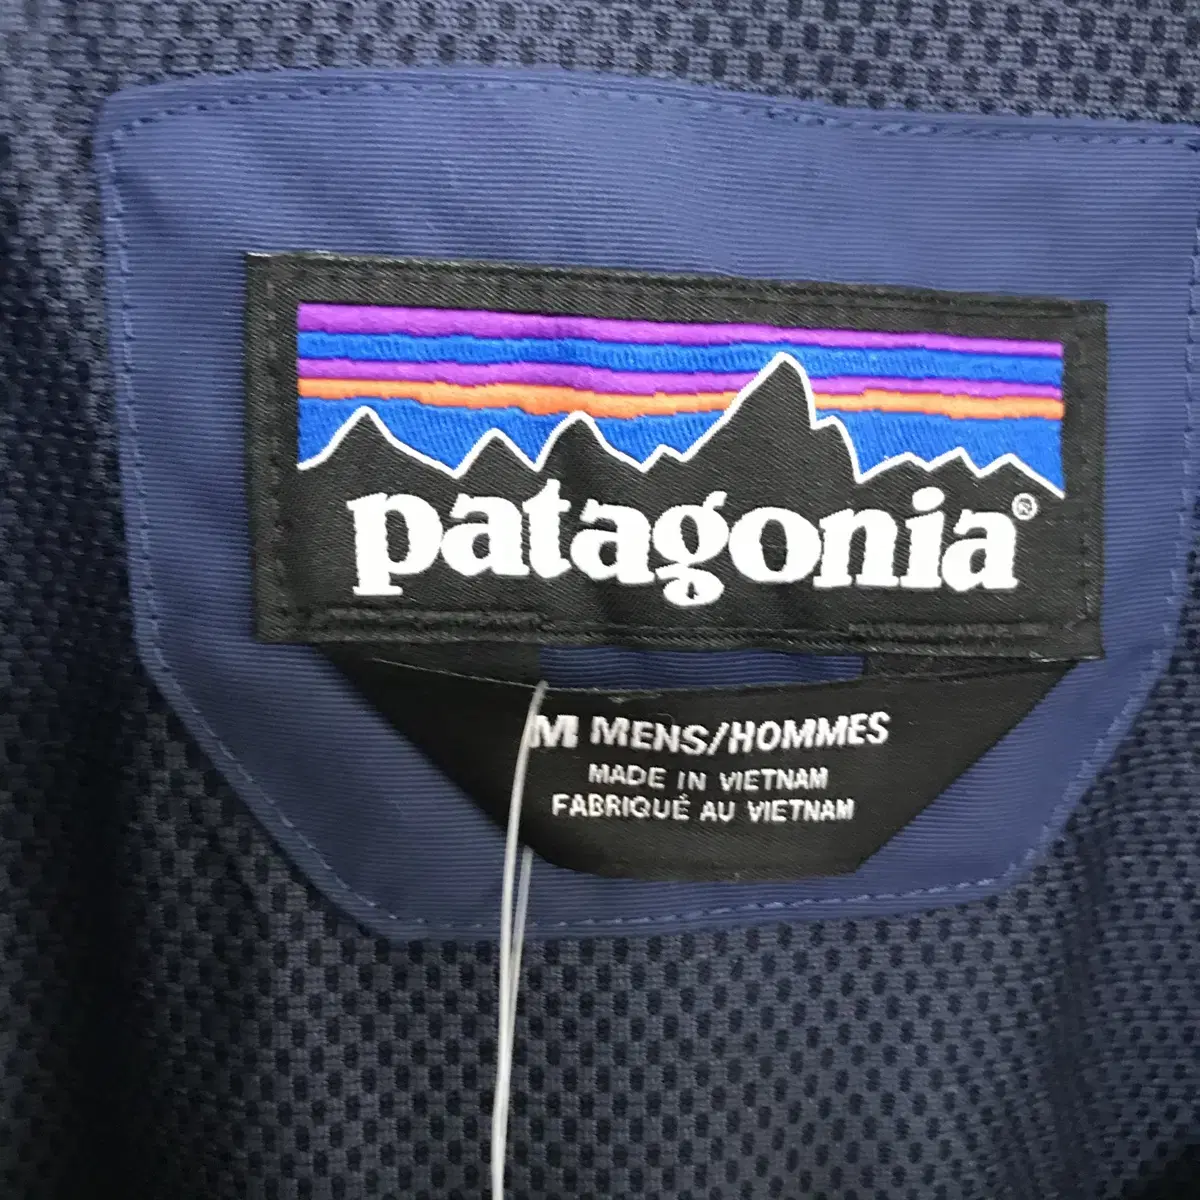 patagonia®
M MENS/HOMMES
MADE IN VIETNAM
FABRIQUÉ AU VIETNAM